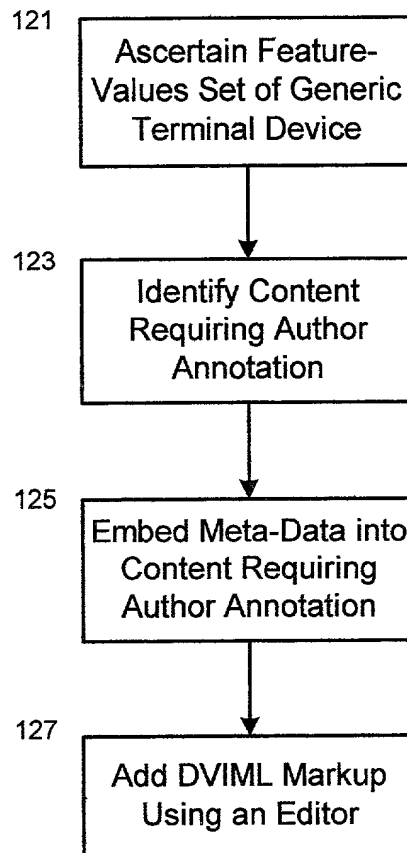 121
Ascertain Feature-
Values Set of Generic
Terminal Device
123
Identify Content
Requiring Author
Annotation
125
Embed Meta-Data into
Content Requiring
Author Annotation
127
Add DVIML Markup
Using an Editor